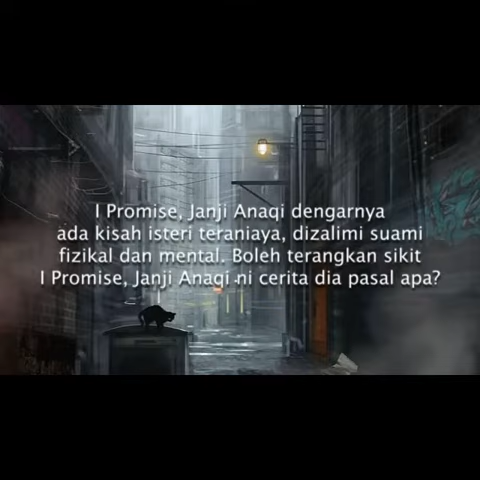 I Promise, Janji Anaqi dengarnya
ada kisah isteri teraniaya, dizalimi suami
fizikal dan mental. Boleh terangkan sikit
I Promise, Janji Anaqi ni cerita dia pasal apa?